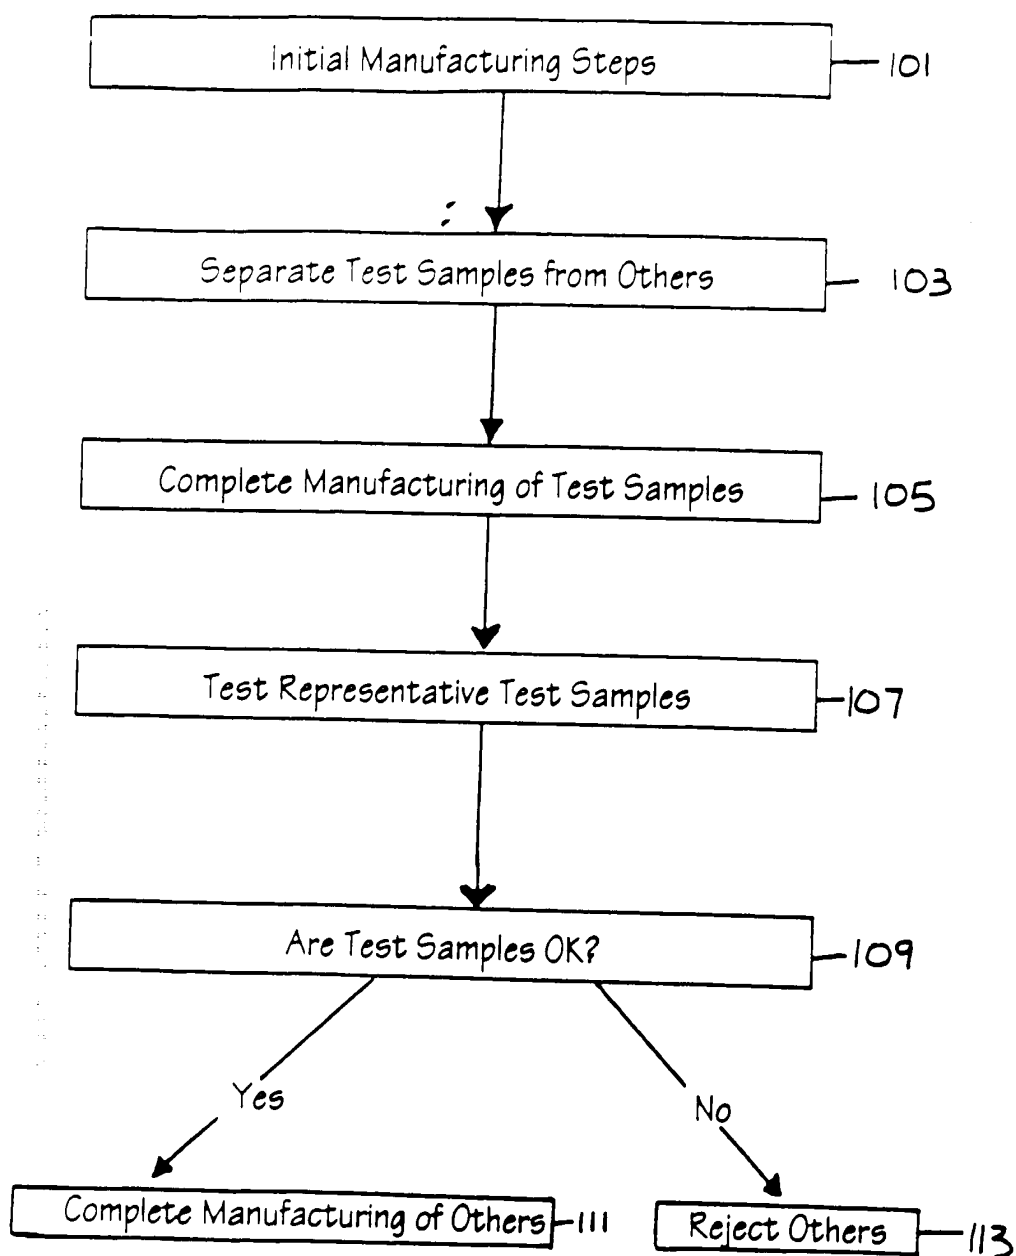 Initial Manufacturing Steps 101
Separate Test Samples from Others 103
Complete Manufacturing of Test Samples 105
Test Representative Test Samples 107
Are Test Samples OK? 109
Yes
No
Complete Manufacturing of Others 111
Reject Others 113